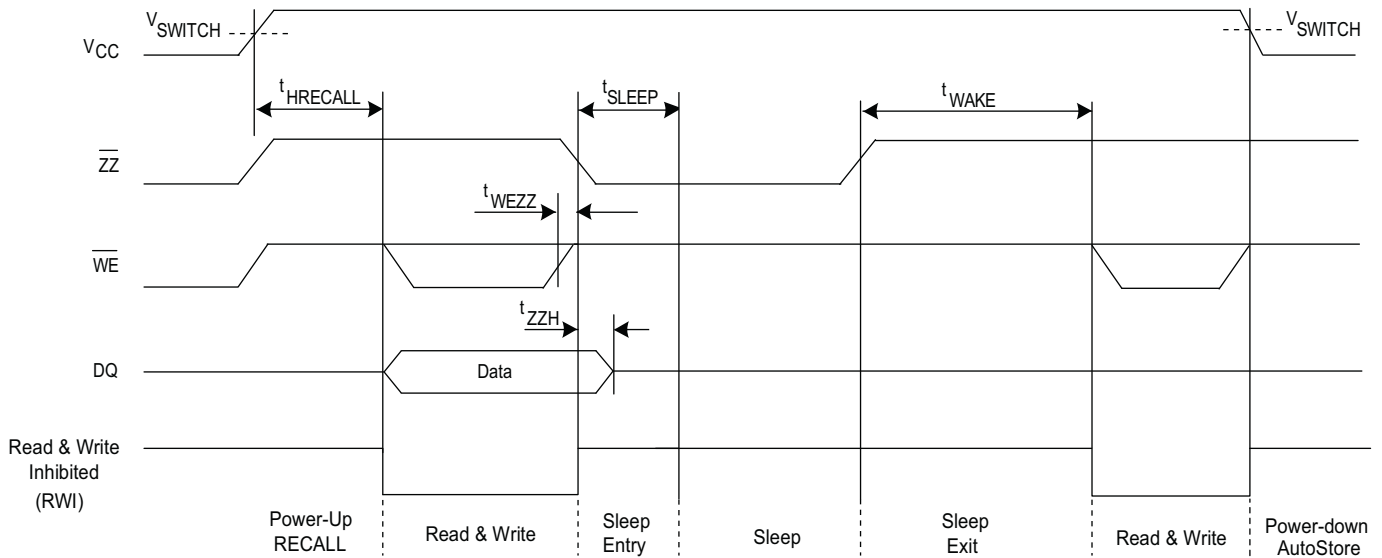 VSWITCH
VCC
VSWITCH
tHRECALL
tSLEEP
tWAKE
ZZ
tWEZZ
WE
tZZH
DQ
Data
Read & Write
Inhibited
(RWI)
Power-Up
RECALL
Read & Write
Sleep
Entry
Sleep
Sleep
Exit
Read & Write
Power-down
AutoStore